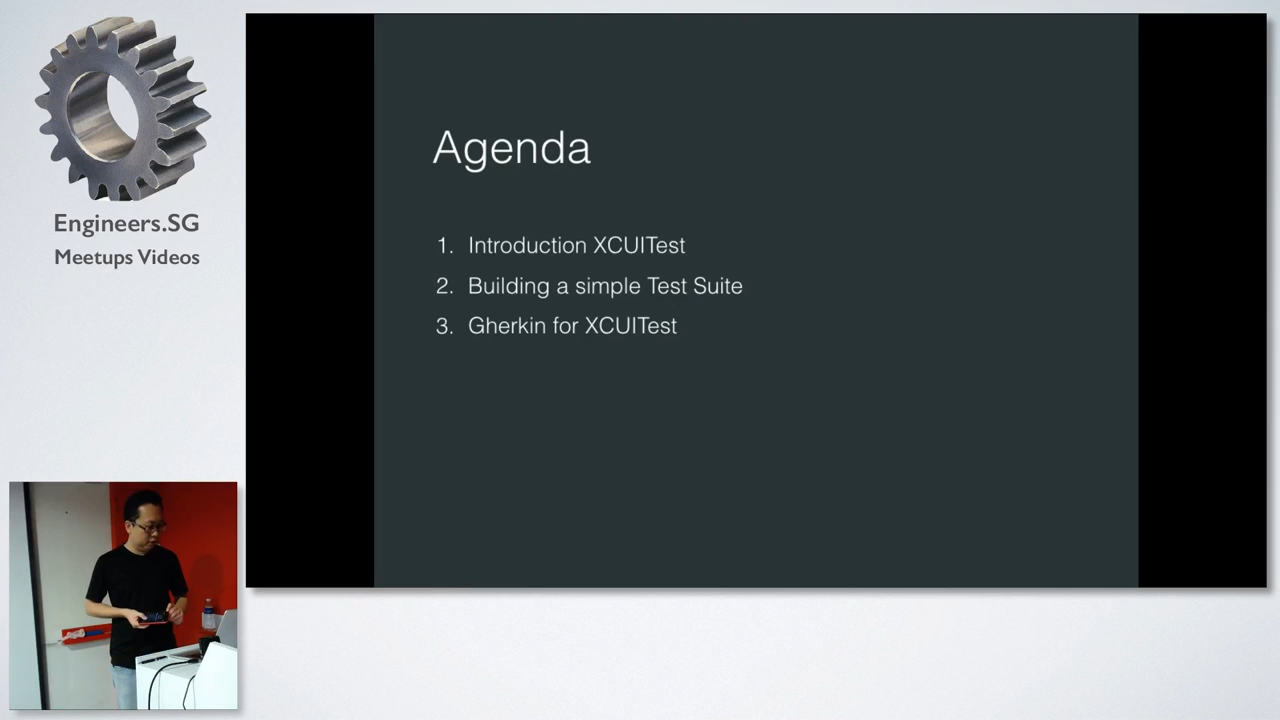 Engineers.SG
Meetups Videos
Agenda
1. Introduction XCUITest
2. Building a simple Test Suite
3. Gherkin for XCUITest